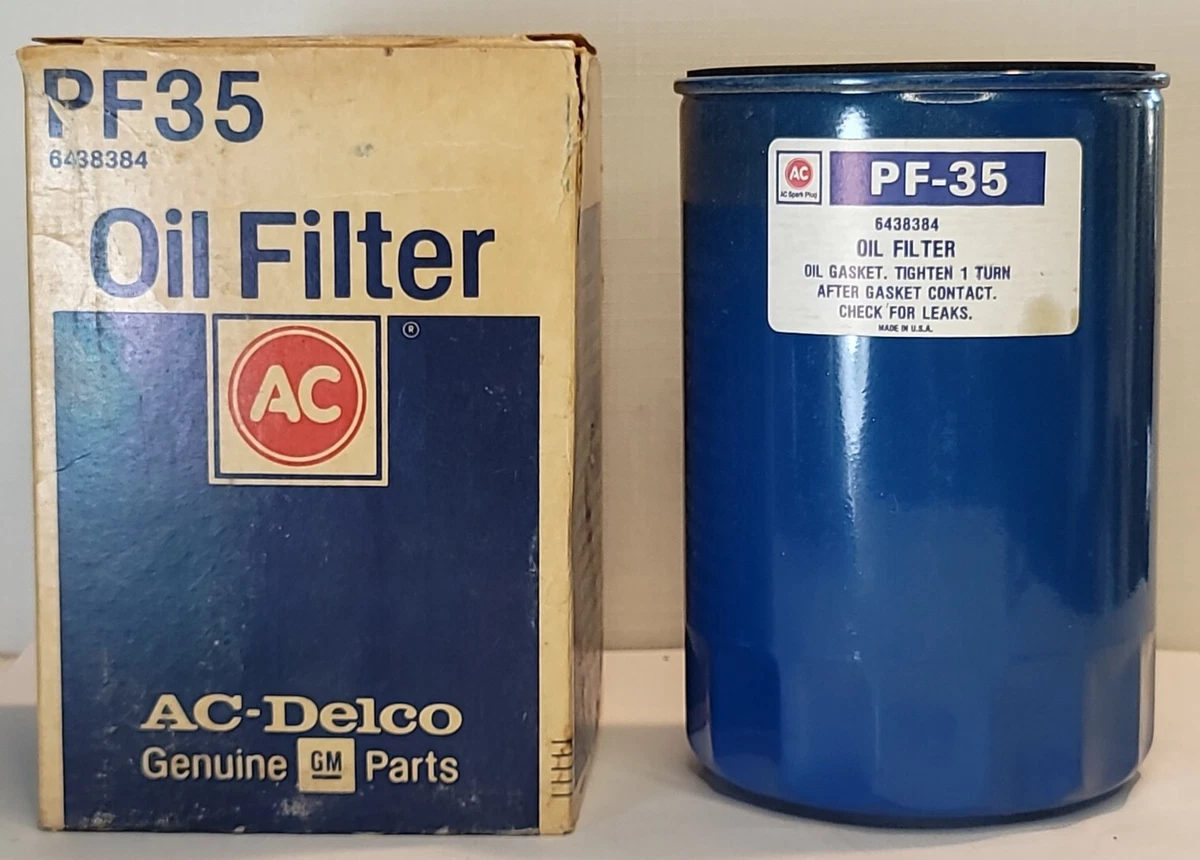 PF35
6438384
Oil Filter
AC
®
AC-Delco
Genuine GM Parts
AC
AC Spark Plug
PF-35
6438384
OIL FILTER
OIL GASKET. TIGHTEN 1 TURN
AFTER GASKET CONTACT.
CHECK FOR LEAKS.
MADE IN U.S.A.